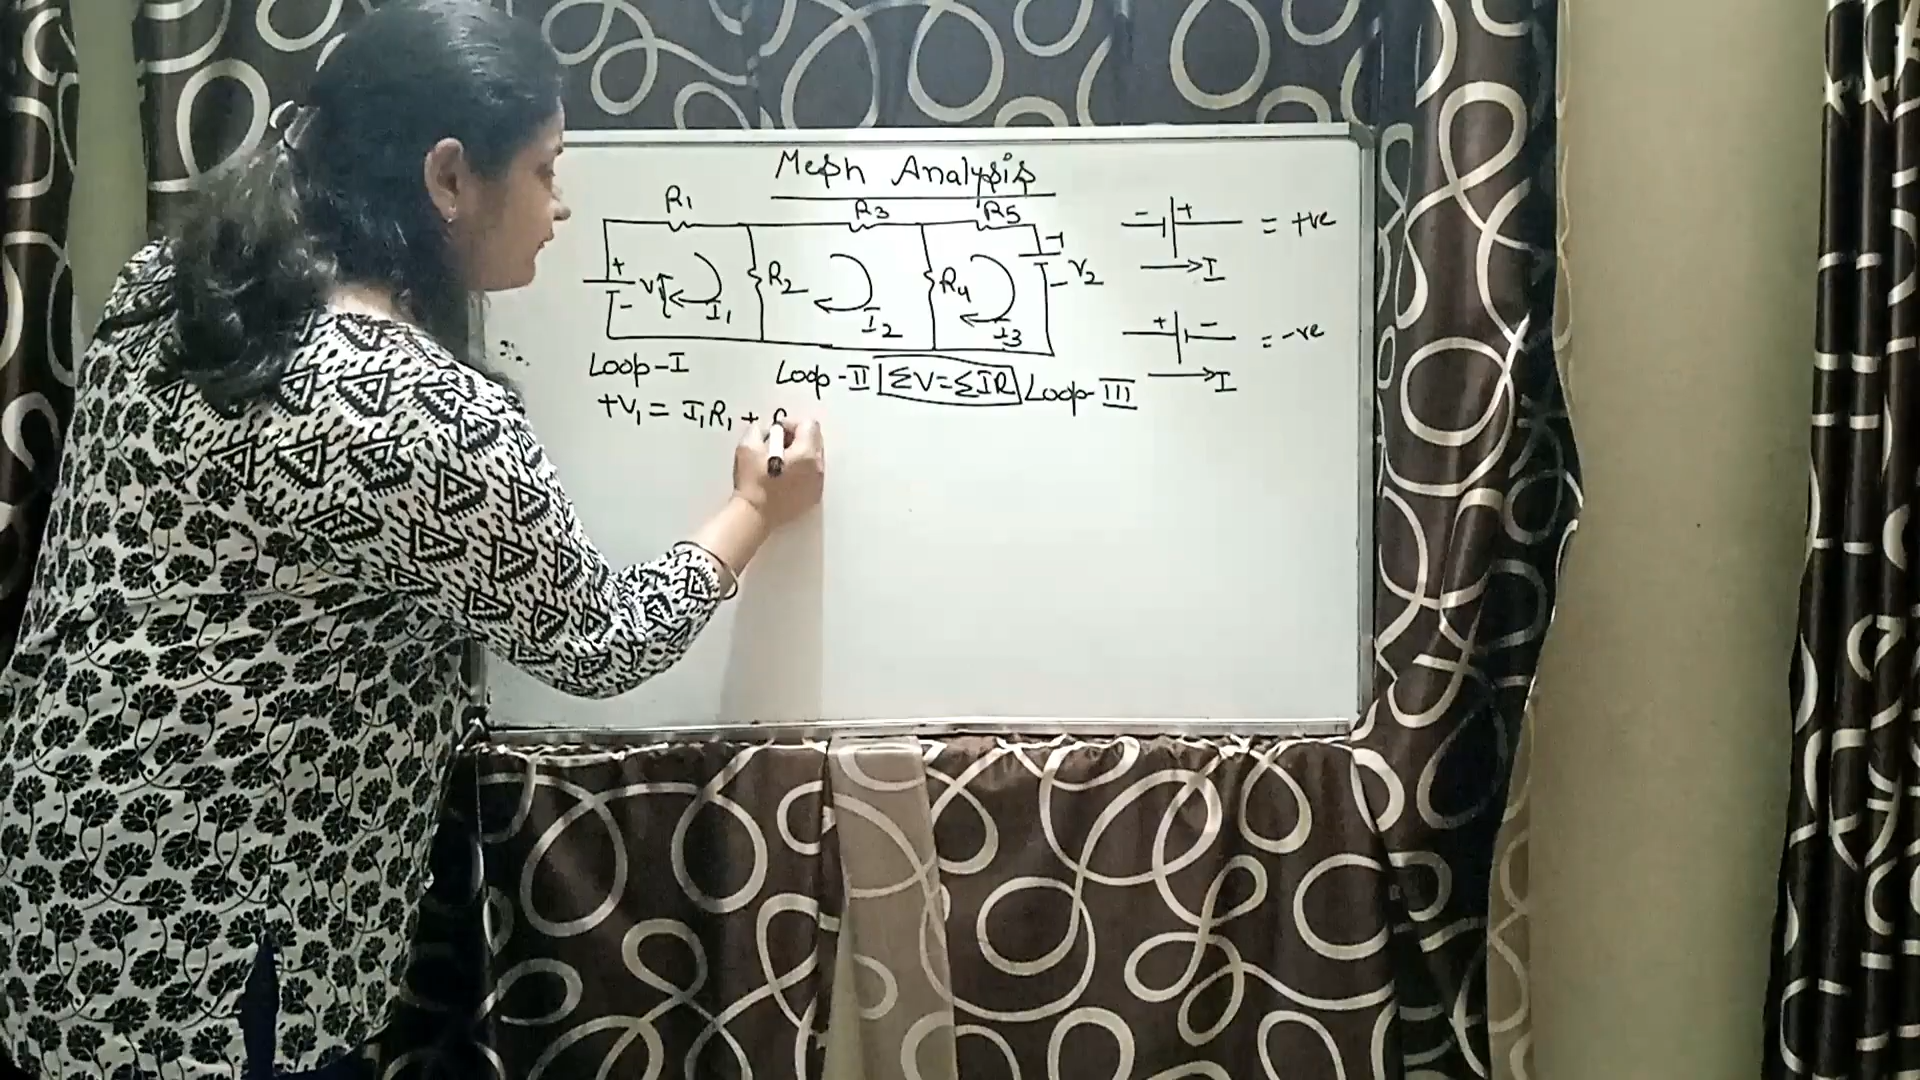 Mesh Analysis
R1 R3 R5
+ V1 - I1 R2 I2 R4 I3 + - V2
- + = +ve
I
+ - = -ve
I
Loop-I Loop-II ΣV=ΣIR Loop-III
+V1 = I1R1 +